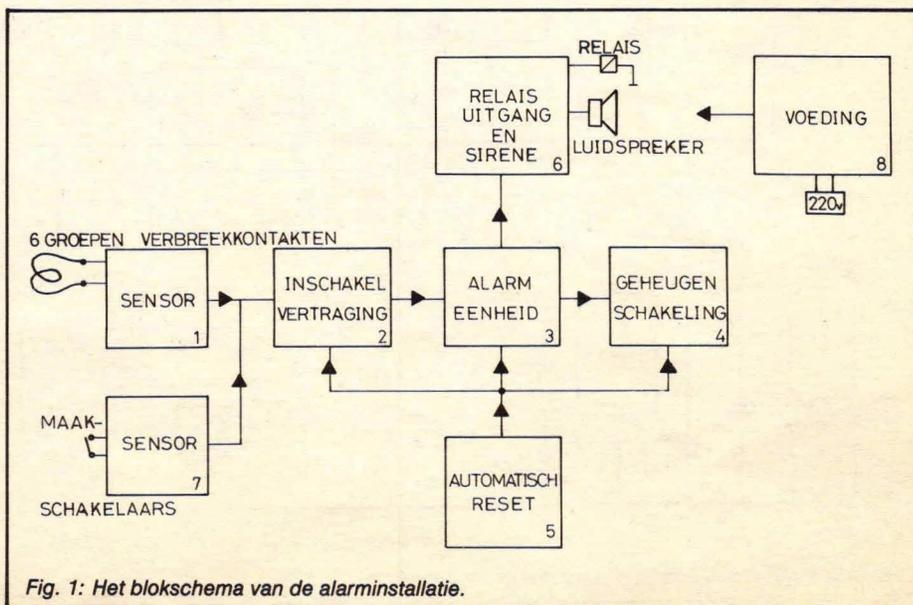 RELAIS
RELAIS
UITGANG
EN
SIRENE
6
LUIDSPREKER
VOEDING
8
220v
6 GROEPEN VERBREEKKONTAKTEN
SENSOR
1
INSCHAKEL
VERTRAGING
2
ALARM
EENHEID
3
GEHEUGEN
SCHAKELING
4
MAAK-
SENSOR
7
SCHAKELAARS
AUTOMATISCH
RESET
5
Fig. 1: Het blokschema van de alarminstallatie.